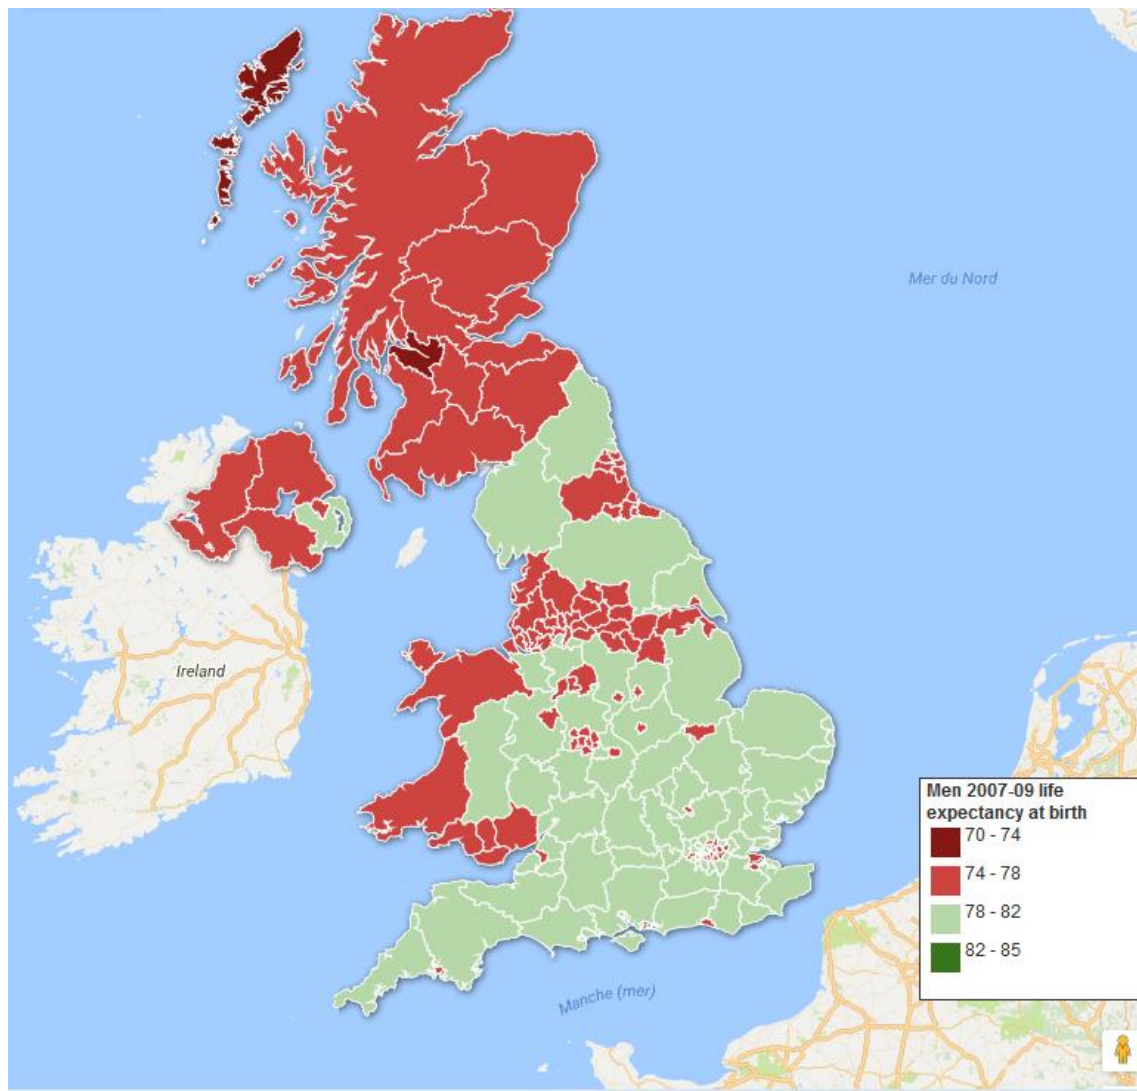 Mer du Nord
Ireland
Men 2007-09 life
expectancy at birth
70 - 74
74 - 78
78 - 82
82 - 85
Manche (mer)